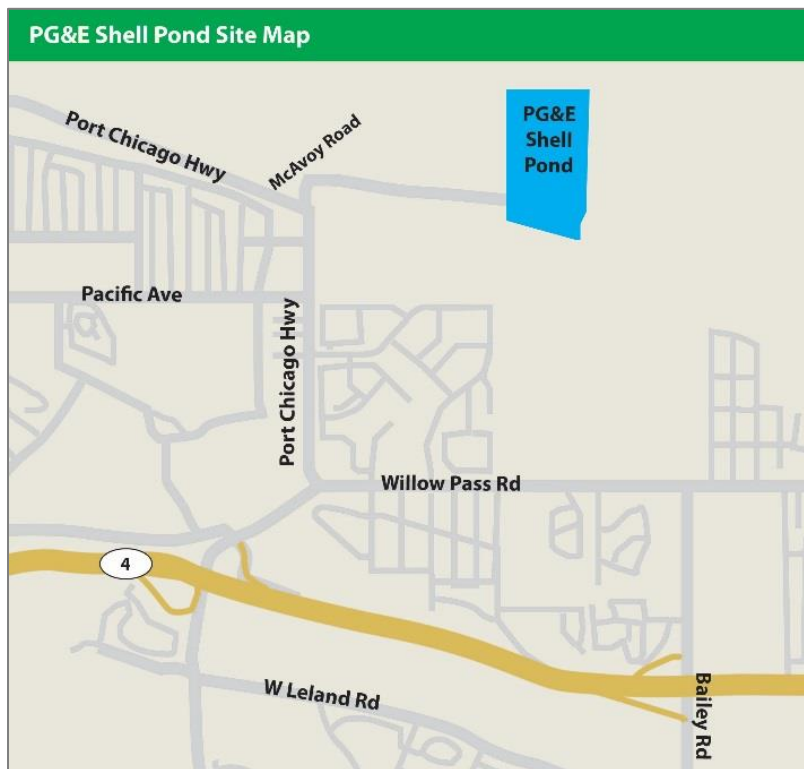 PG&E Shell Pond Site Map
PG&E
Shell
Pond
Port Chicago Hwy
McAvoy Road
Pacific Ave
Port Chicago Hwy
Willow Pass Rd
4
W Leland Rd
Bailey Rd